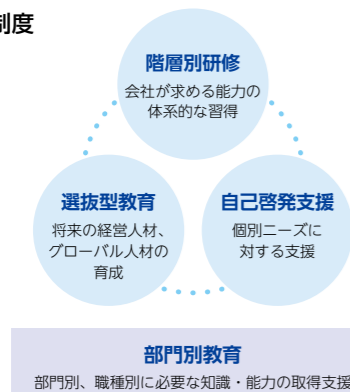 制度
階層別研修
会社が求める能力の
体系的な習得
選抜型教育
将来の経営人材、
グローバル人材の
育成
自己啓発支援
個別ニーズに
対する支援
部門別教育
部門別、職種別に必要な知識・能力の取得支援